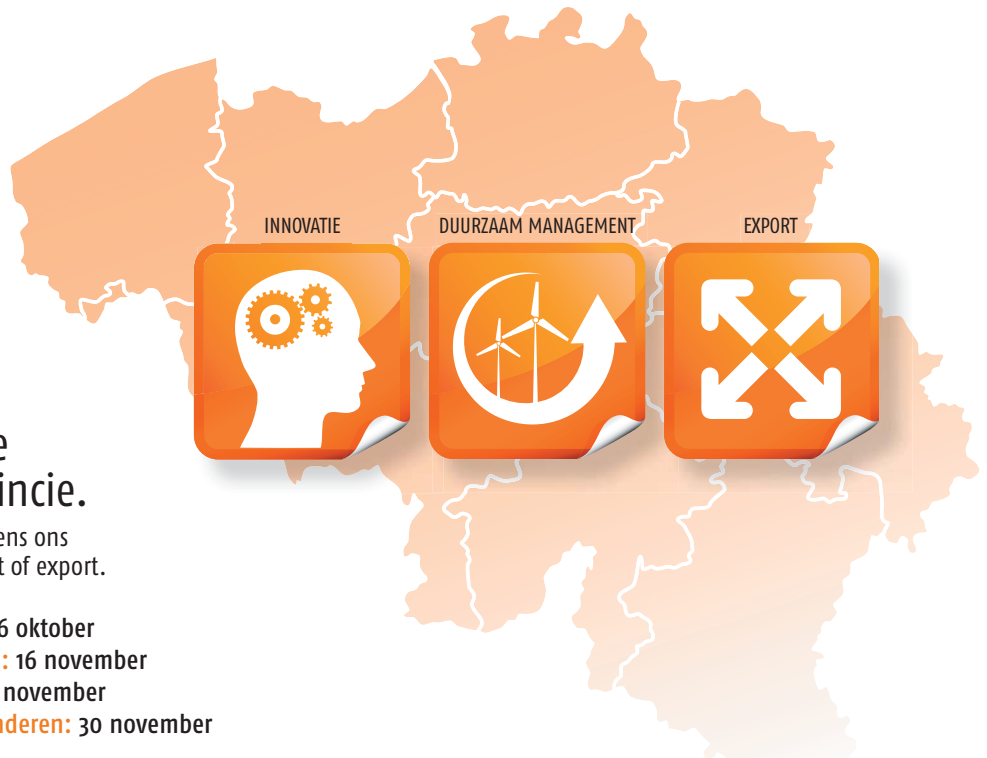 INNOVATIE
DUURZAAM MANAGEMENT
EXPORT
e
incie.
ens ons
t of export.
6 oktober
: 16 november
november
nderen: 30 november